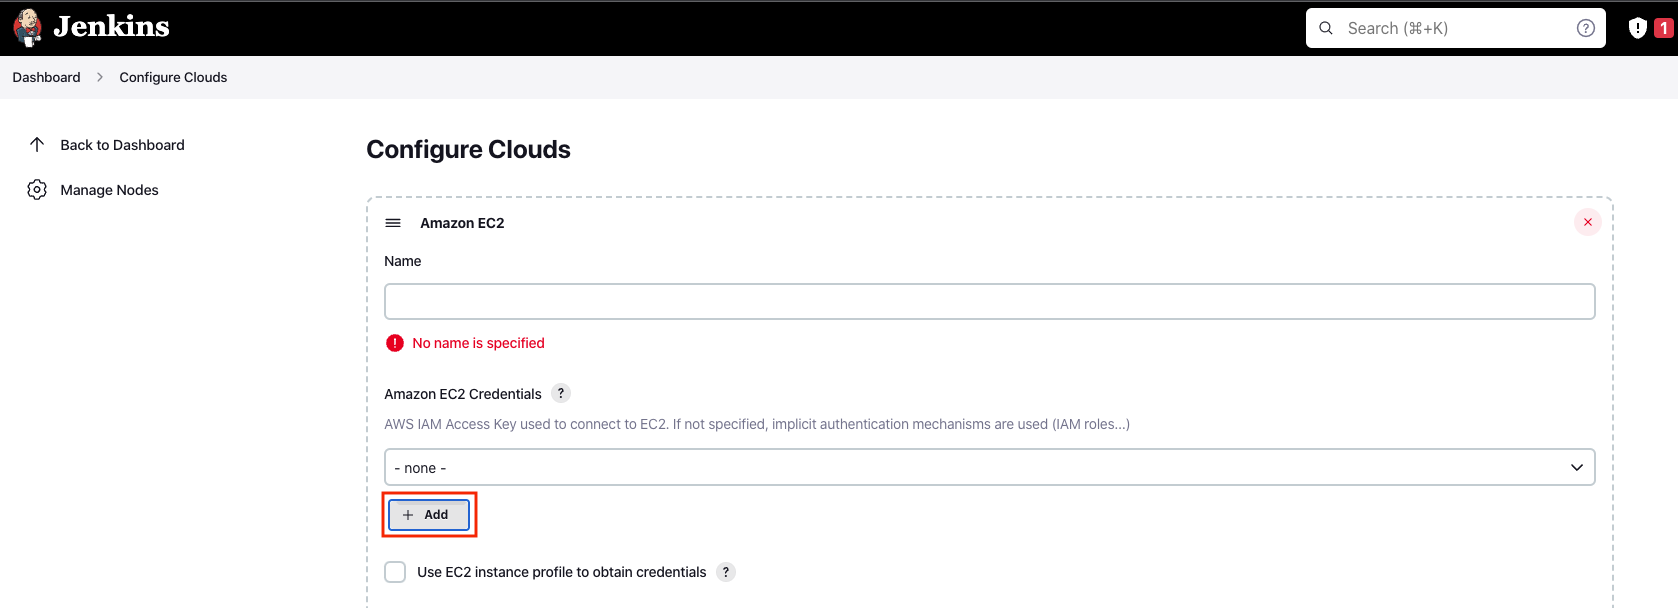 Jenkins
Search (⌘+K)
?
!
1
Dashboard > Configure Clouds
Back to Dashboard
Manage Nodes
Configure Clouds
Amazon EC2
Name
No name is specified
Amazon EC2 Credentials ?
AWS IAM Access Key used to connect to EC2. If not specified, implicit authentication mechanisms are used (IAM roles...)
- none -
+ Add
Use EC2 instance profile to obtain credentials ?